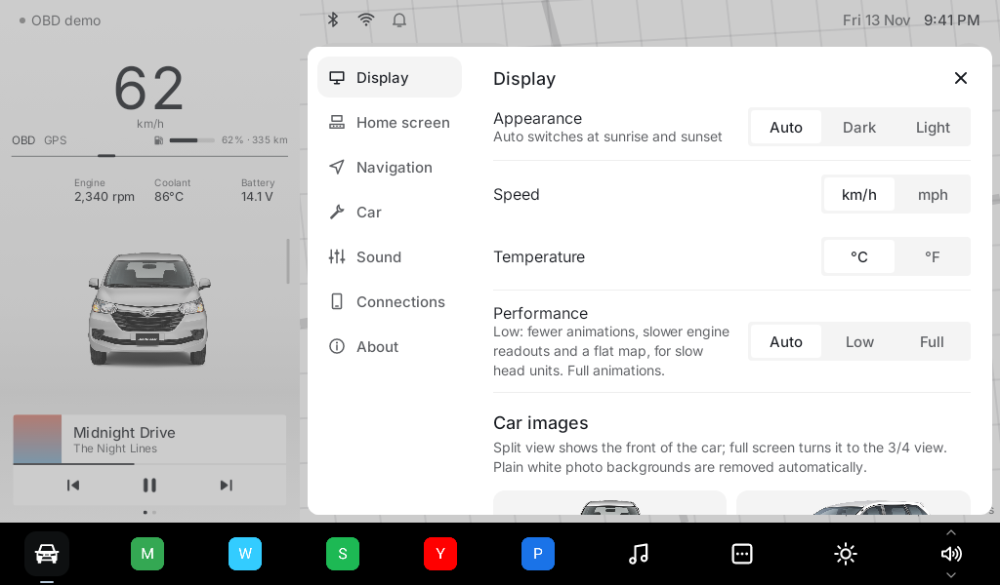 OBD demo
Fri 13 Nov 9:41 PM
62
km/h
OBD GPS
62% · 335 km
Engine
2,340 rpm
Coolant
86°C
Battery
14.1 V
Midnight Drive
The Night Lines
Display
Home screen
Navigation
Car
Sound
Connections
About
Display
Appearance
Auto switches at sunrise and sunset
Auto Dark Light
Speed
km/h mph
Temperature
°C °F
Performance
Low: fewer animations, slower engine
readouts and a flat map, for slow
head units. Full animations.
Auto Low Full
Car images
Split view shows the front of the car; full screen turns it to the 3/4 view.
Plain white photo backgrounds are removed automatically.
M W S Y P